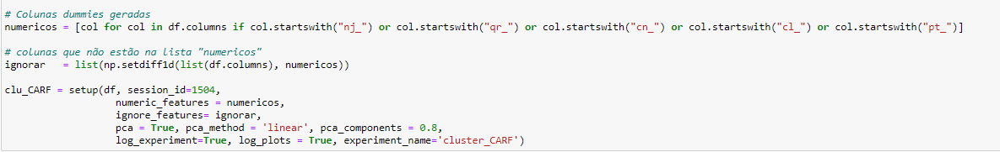 # Colunas dummies geradas
numericos = [col for col in df.columns if col.startswith("nj_") or col.startswith("qr_") or col.startswith("cn_") or col.startswith("cl_") or col.startswith("pt_")]
# colunas que não estão na lista "numericos"
ignorar   = list(np.setdiff1d(list(df.columns), numericos))
clu_CARF = setup(df, session_id=1504,
                   numeric_features = numericos,
                   ignore_features= ignorar,
                   pca = True, pca_method = 'linear', pca_components = 0.8,
                   log_experiment=True, log_plots = True, experiment_name='cluster_CARF')